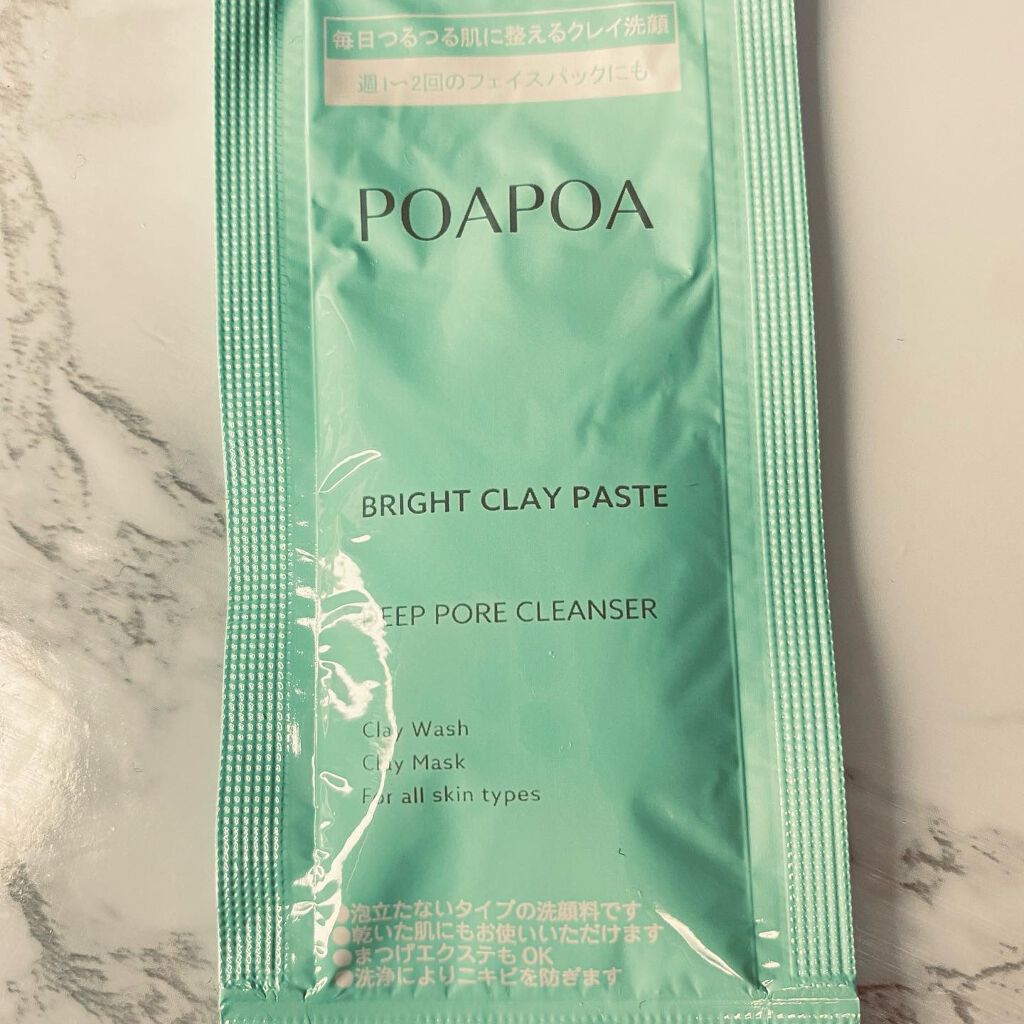 毎日つるつる肌に整えるクレイ洗顔
週1〜2回のフェイスパックにも
POAPOA
BRIGHT CLAY PASTE
DEEP PORE CLEANSER
Clay Wash
Clay Mask
For all skin types
●泡立たないタイプの洗顔料です
●乾いた肌にもお使いいただけます
●まつげエクステもOK
●洗浄によりニキビを防ぎます